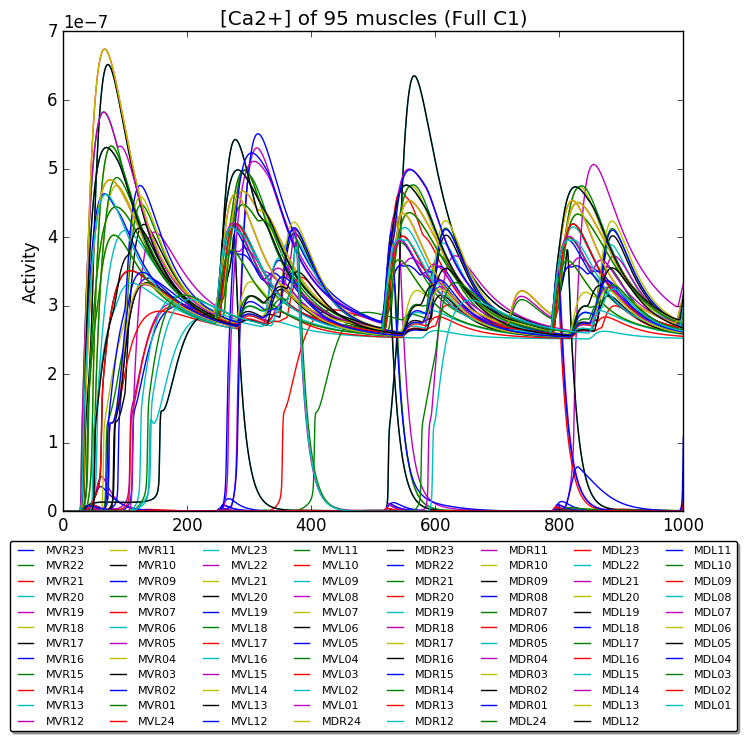 [Ca2+] of 95 muscles (Full C1)
1e−7
7
6
5
4
3
2
1
0
Activity
0 200 400 600 800 1000
MVR23 MVR11 MVL23 MVL11 MDR23 MDR11 MDL23 MDL11
MVR22 MVR10 MVL22 MVL10 MDR22 MDR10 MDL22 MDL10
MVR21 MVR09 MVL21 MVL09 MDR21 MDR09 MDL21 MDL09
MVR20 MVR08 MVL20 MVL08 MDR20 MDR08 MDL20 MDL08
MVR19 MVR07 MVL19 MVL07 MDR19 MDR07 MDL19 MDL07
MVR18 MVR06 MVL18 MVL06 MDR18 MDR06 MDL18 MDL06
MVR17 MVR05 MVL17 MVL05 MDR17 MDR05 MDL17 MDL05
MVR16 MVR04 MVL16 MVL04 MDR16 MDR04 MDL16 MDL04
MVR15 MVR03 MVL15 MVL03 MDR15 MDR03 MDL15 MDL03
MVR14 MVR02 MVL14 MVL02 MDR14 MDR02 MDL14 MDL02
MVR13 MVR01 MVL13 MDR24 MDR13 MDR01 MDL13 MDL01
MVR12 MVL24 MVL12 MDR12 MDL24 MDL12